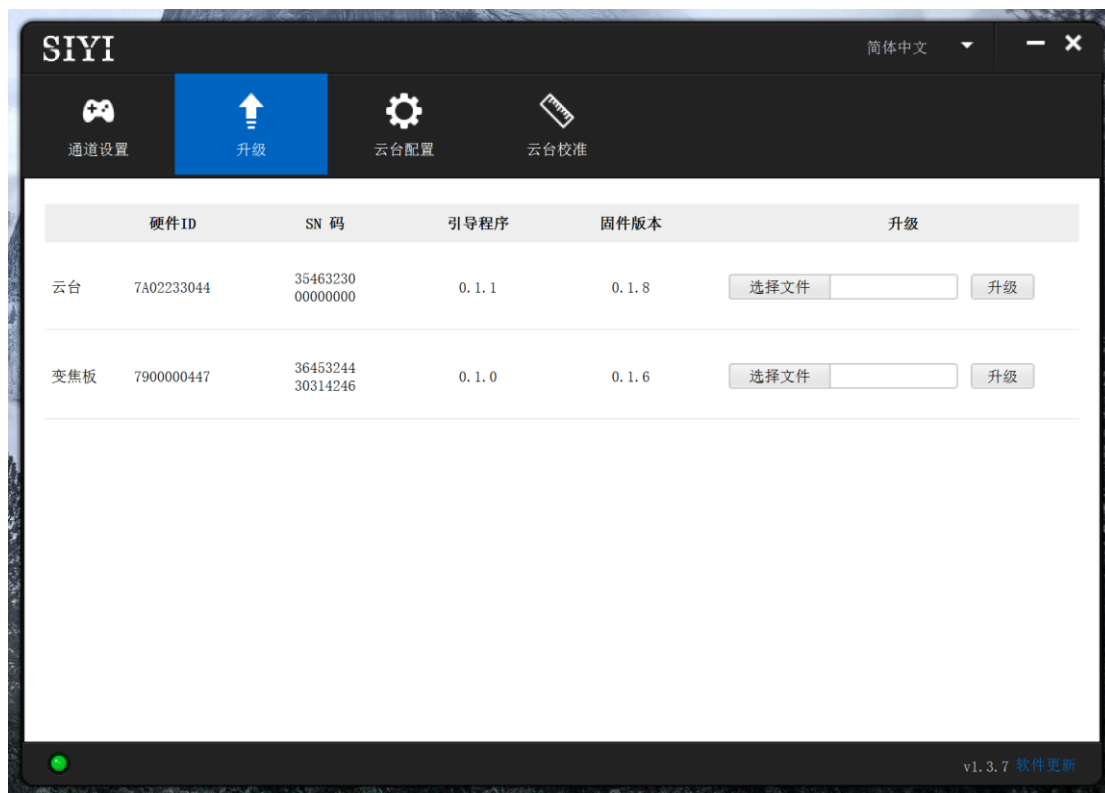 SIYI
简体中文
通道设置 升级 云台配置 云台校准
硬件ID SN 码 引导程序 固件版本 升级
云台 7A02233044 35463230 0.1.1 0.1.8 选择文件 升级
00000000
变焦板 7900000447 36453244 0.1.0 0.1.6 选择文件 升级
30314246
v1.3.7 软件更新